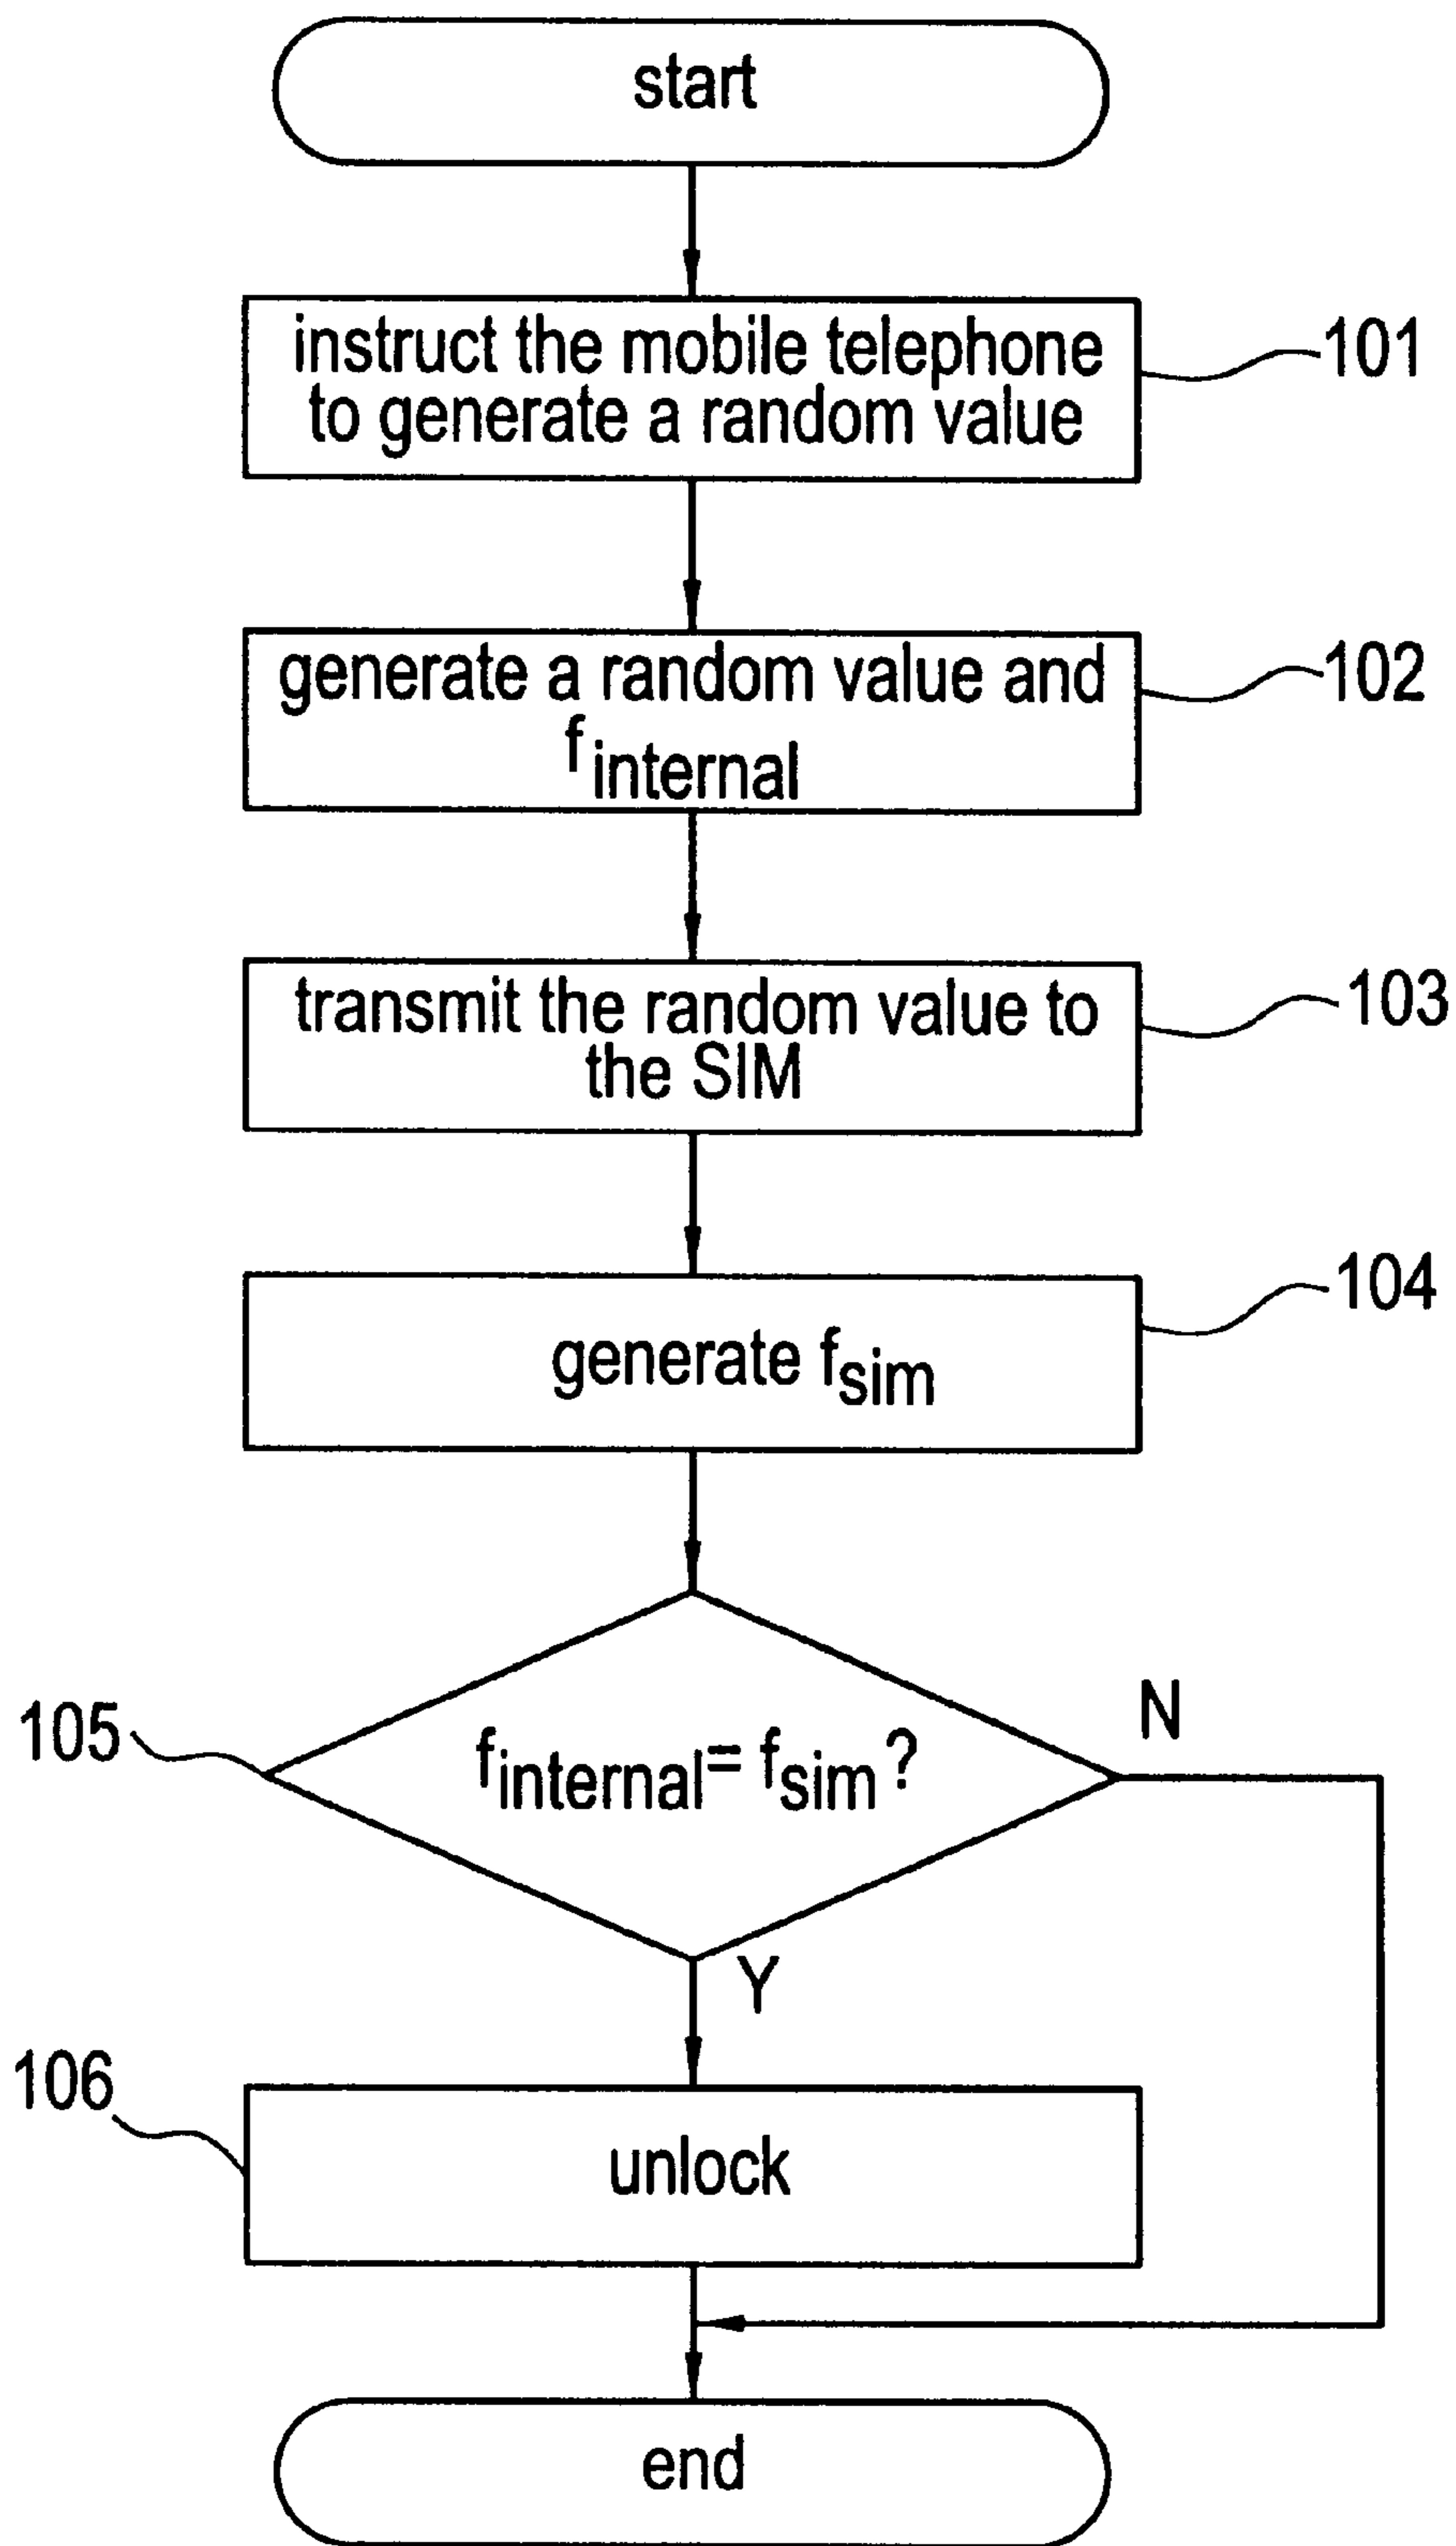 start
instruct the mobile telephone
to generate a random value
101
generate a random value and
f internal
102
transmit the random value to
the SIM
103
generate fsim
104
105
finternal= fsim?
N
Y
106
unlock
end